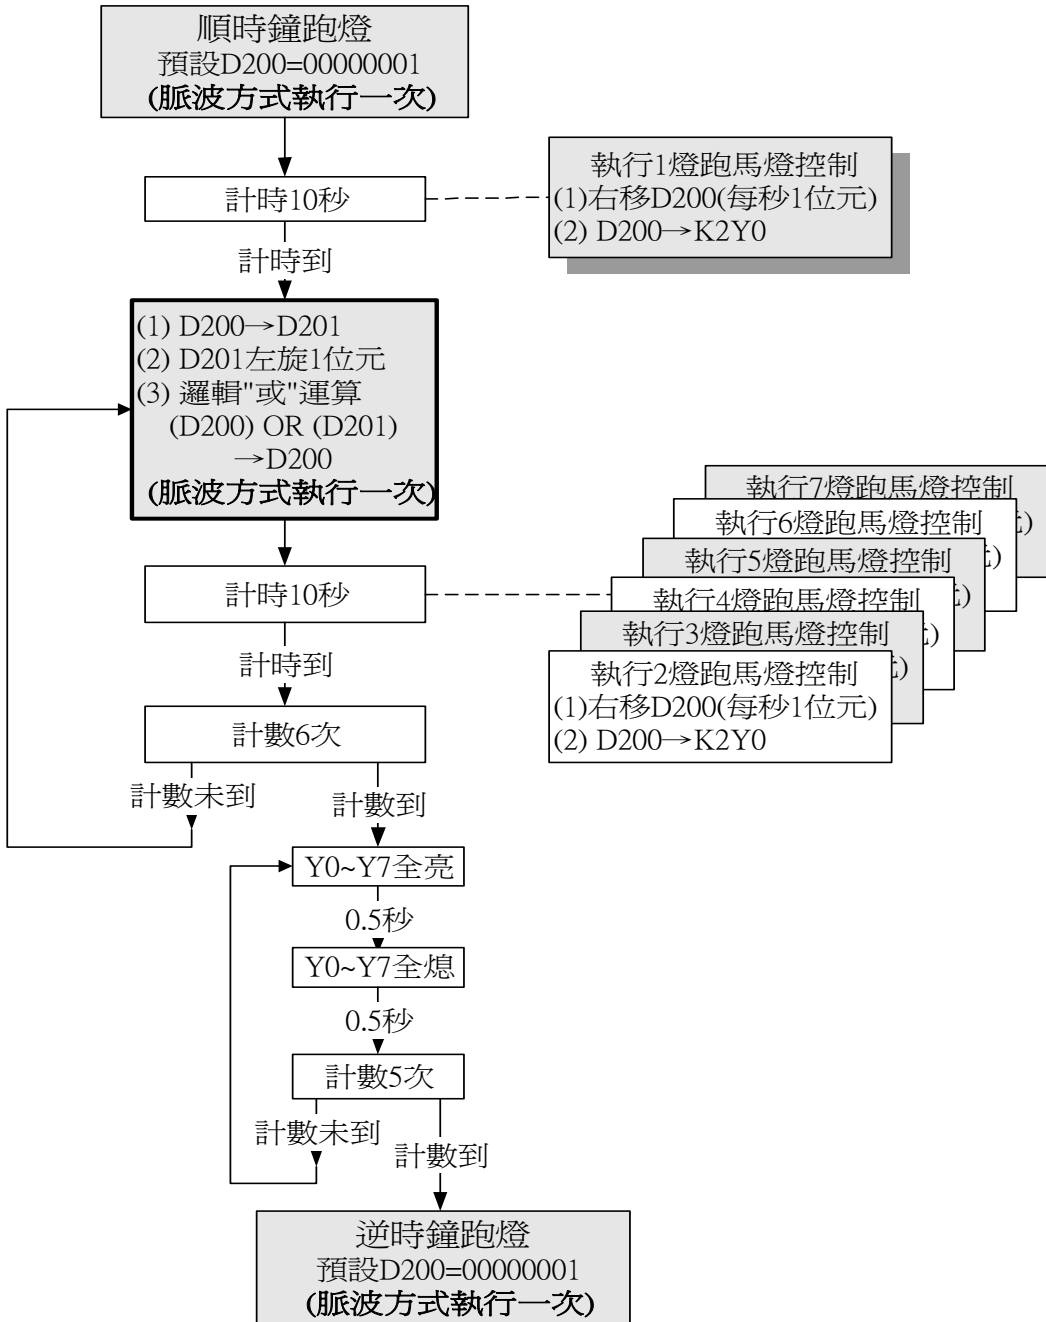 順時鐘跑燈
預設D200=00000001
(脈波方式執行一次)
計時10秒
執行1燈跑馬燈控制
(1)右移D200(每秒1位元)
(2) D200→K2Y0
計時到
(1) D200→D201
(2) D201左旋1位元
(3) 邏輯"或"運算
(D200) OR (D201)
→D200
(脈波方式執行一次)
計時10秒
執行7燈跑馬燈控制
執行6燈跑馬燈控制
執行5燈跑馬燈控制
執行4燈跑馬燈控制
執行3燈跑馬燈控制
執行2燈跑馬燈控制
(1)右移D200(每秒1位元)
(2) D200→K2Y0
計時到
計數6次
計數未到
計數到
Y0~Y7全亮
0.5秒
Y0~Y7全熄
0.5秒
計數5次
計數未到
計數到
逆時鐘跑燈
預設D200=00000001
(脈波方式執行一次)